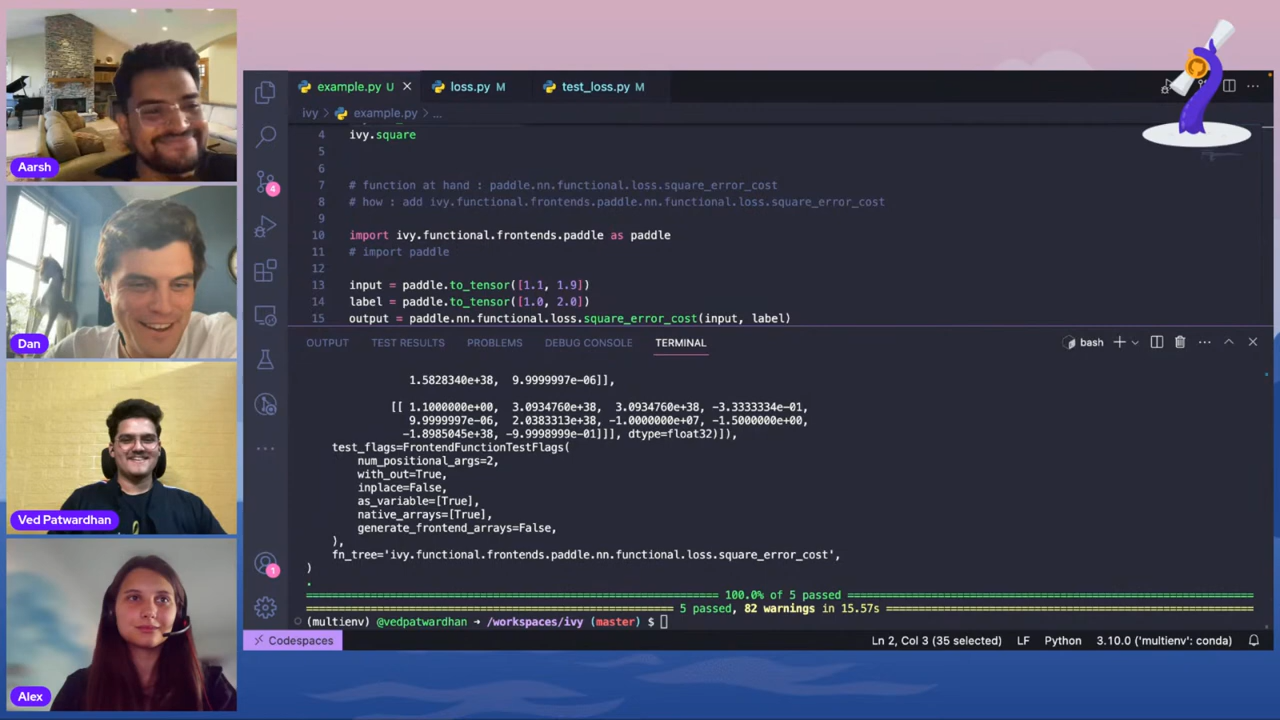 Aarsh
Dan
Ved Patwardhan
Alex
example.py U
loss.py M
test_loss.py M
ivy > example.py > ...
4 ivy.square
5
6
7 # function at hand : paddle.nn.functional.loss.square_error_cost
8 # how : add ivy.functional.frontends.paddle.nn.functional.loss.square_error_cost
9
10 import ivy.functional.frontends.paddle as paddle
11 # import paddle
12
13 input = paddle.to_tensor([1.1, 1.9])
14 label = paddle.to_tensor([1.0, 2.0])
15 output = paddle.nn.functional.loss.square_error_cost(input, label)
4
1
OUTPUT TEST RESULTS PROBLEMS DEBUG CONSOLE TERMINAL bash
1.5828340e+38, 9.9999997e-06]],
[[ 1.1000000e+00, 3.0934760e+38, 3.0934760e+38, -3.3333334e-01,
9.9999997e-06, 2.0383313e+38, -1.0000000e+07, -1.5000000e+00,
-1.8985045e+38, -9.9998999e-01]]], dtype=float32)]),
test_flags=FrontendFunctionTestFlags(
num_positional_args=2,
with_out=True,
inplace=False,
as_variable=[True],
native_arrays=[True],
generate_frontend_arrays=False,
),
fn_tree='ivy.functional.frontends.paddle.nn.functional.loss.square_error_cost',
)
.
100.0% of 5 passed
5 passed, 82 warnings in 15.57s
(multienv) @vedpatwardhan ➜ /workspaces/ivy (master) $
Codespaces
Ln 2, Col 3 (35 selected) LF Python 3.10.0 ('multienv': conda)